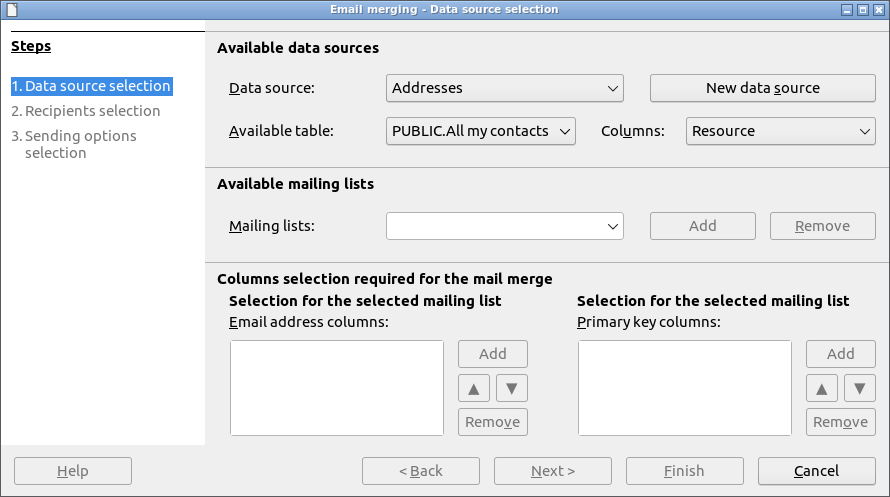 Email merging - Data source selection
Steps
1. Data source selection
2. Recipients selection
3. Sending options
selection
Available data sources
Data source: Addresses New data source
Available table: PUBLIC.All my contacts Columns: Resource
Available mailing lists
Mailing lists: Add Remove
Columns selection required for the mail merge
Selection for the selected mailing list Selection for the selected mailing list
Email address columns: Primary key columns:
Add Add
▲ ▼ ▲ ▼
Remove Remove
Help < Back Next > Finish Cancel